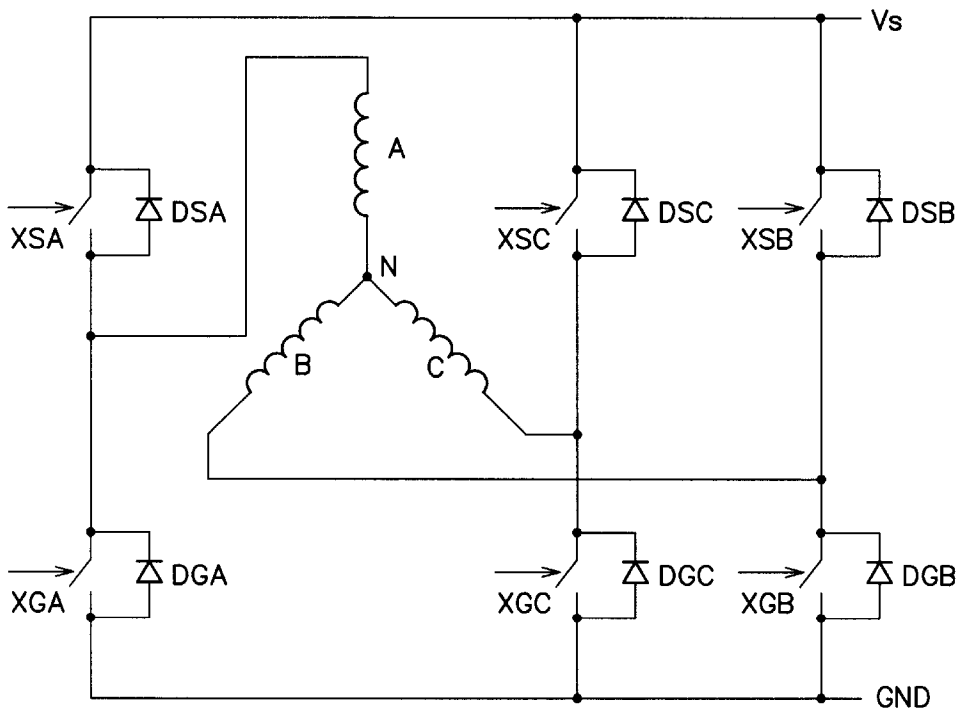 Vs
A
DSA
DSC
DSB
XSA
XSC
XSB
N
B
C
DGA
DGC
DGB
XGA
XGC
XGB
GND